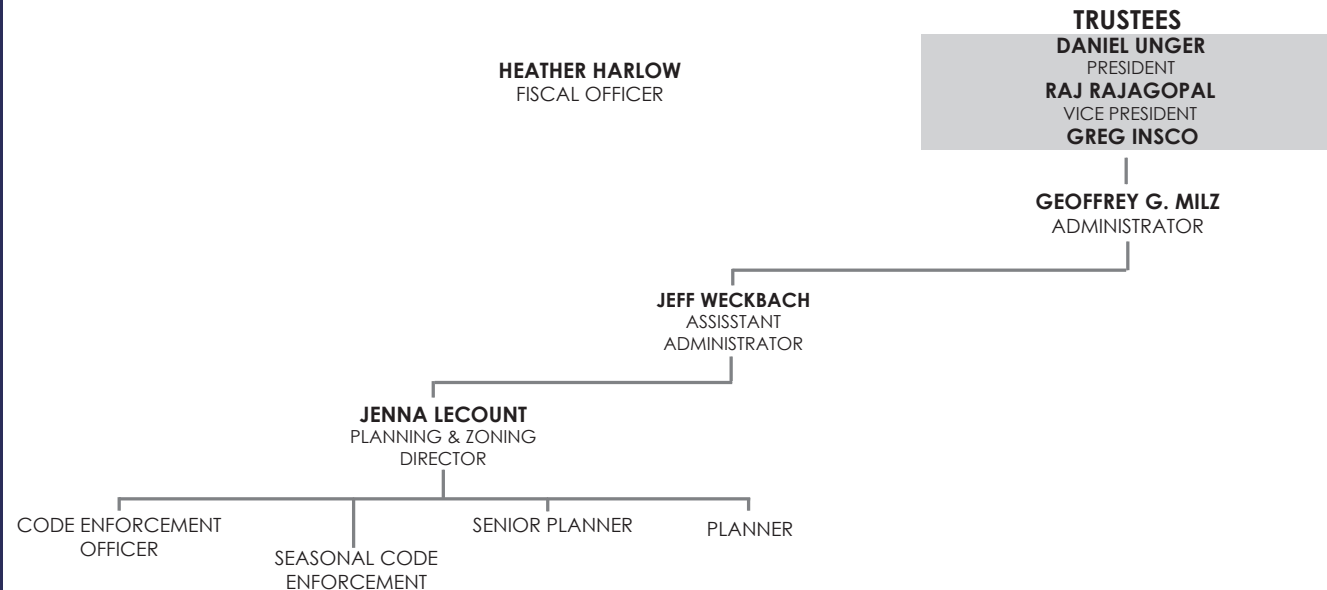 TRUSTEES
DANIEL UNGER
PRESIDENT
RAJ RAJAGOPAL
VICE PRESIDENT
GREG INSCO
HEATHER HARLOW
FISCAL OFFICER
GEOFFREY G. MILZ
ADMINISTRATOR
JEFF WECKBACH
ASSISSTANT
ADMINISTRATOR
JENNA LECOUNT
PLANNING & ZONING
DIRECTOR
CODE ENFORCEMENT
OFFICER
SEASONAL CODE
ENFORCEMENT
SENIOR PLANNER
PLANNER